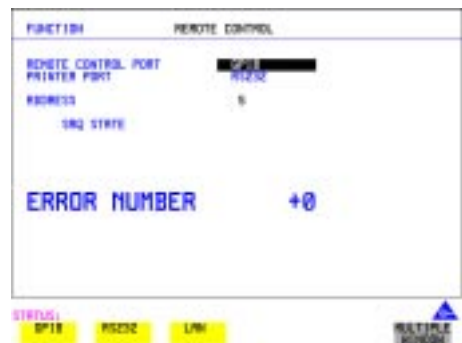 FUNCTION REMOTE CONTROL
REMOTE CONTROL PORT GPIB
PRINTER PORT RS232
ADDRESS 5
SRQ STATE
ERROR NUMBER +0
STATUS:
GPIB RS232 LAN MULTIPLE
WINDOW